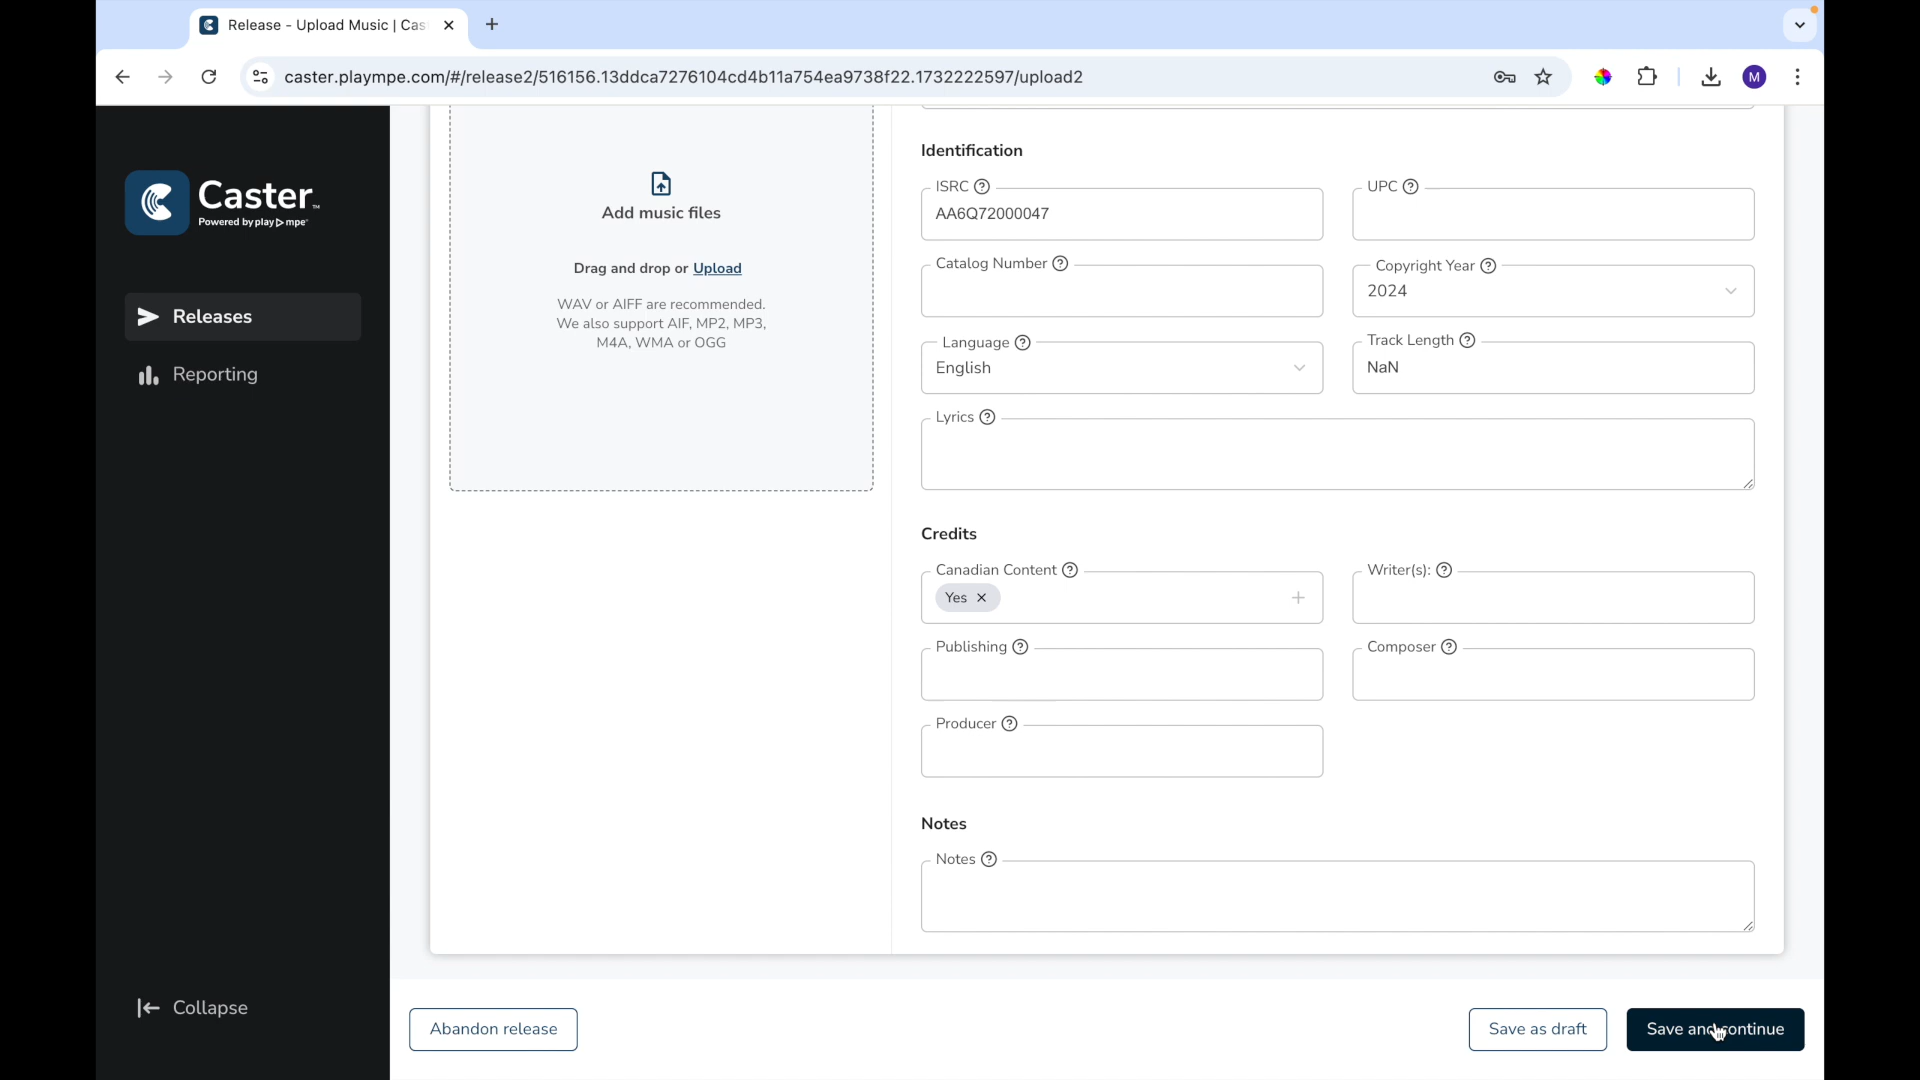 Release - Upload Music | Cas
caster.plaympe.com/#/release2/516156.13ddca7276104cd4b11a754ea9738f22.1732222597/upload2
M
Caster™
Powered by play mpe®
Releases
Reporting
Collapse
Add music files
Drag and drop or Upload
WAV or AIFF are recommended.
We also support AIF, MP2, MP3,
M4A, WMA or OGG
Identification
ISRC
AA6Q72000047
UPC
Catalog Number
Copyright Year
2024
Language
English
Track Length
NaN
Lyrics
Credits
Canadian Content
Yes
Writer(s):
Publishing
Composer
Producer
Notes
Notes
Abandon release
Save as draft
Save and continue